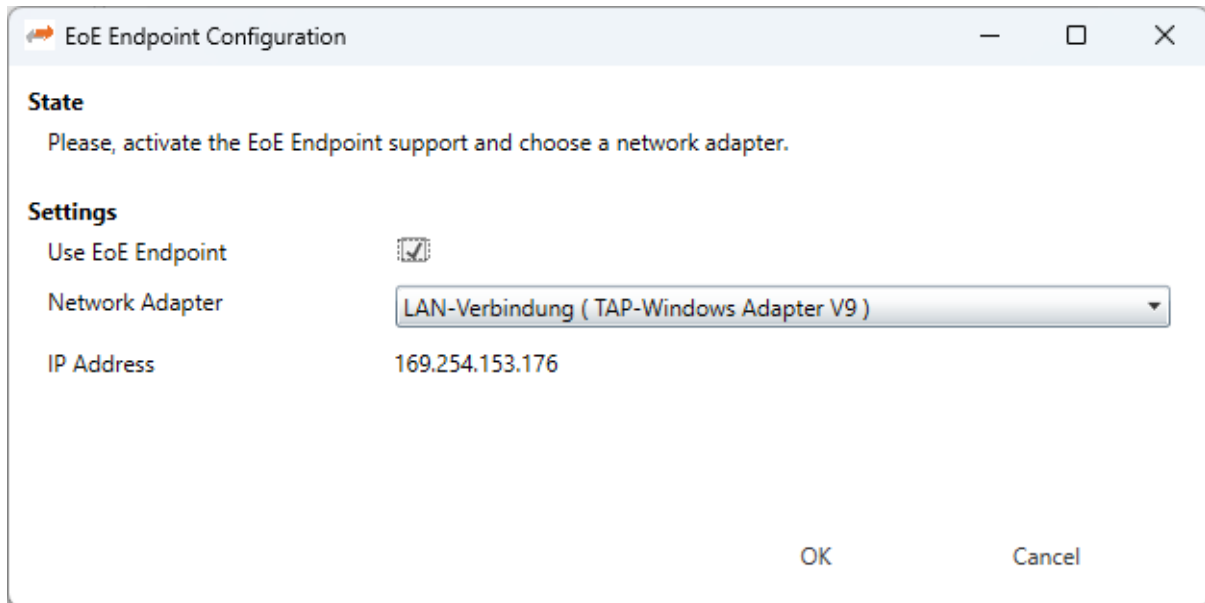 EoE Endpoint Configuration
State
Please, activate the EoE Endpoint support and choose a network adapter.
Settings
Use EoE Endpoint
Network Adapter LAN-Verbindung ( TAP-Windows Adapter V9 )
IP Address 169.254.153.176
OK Cancel